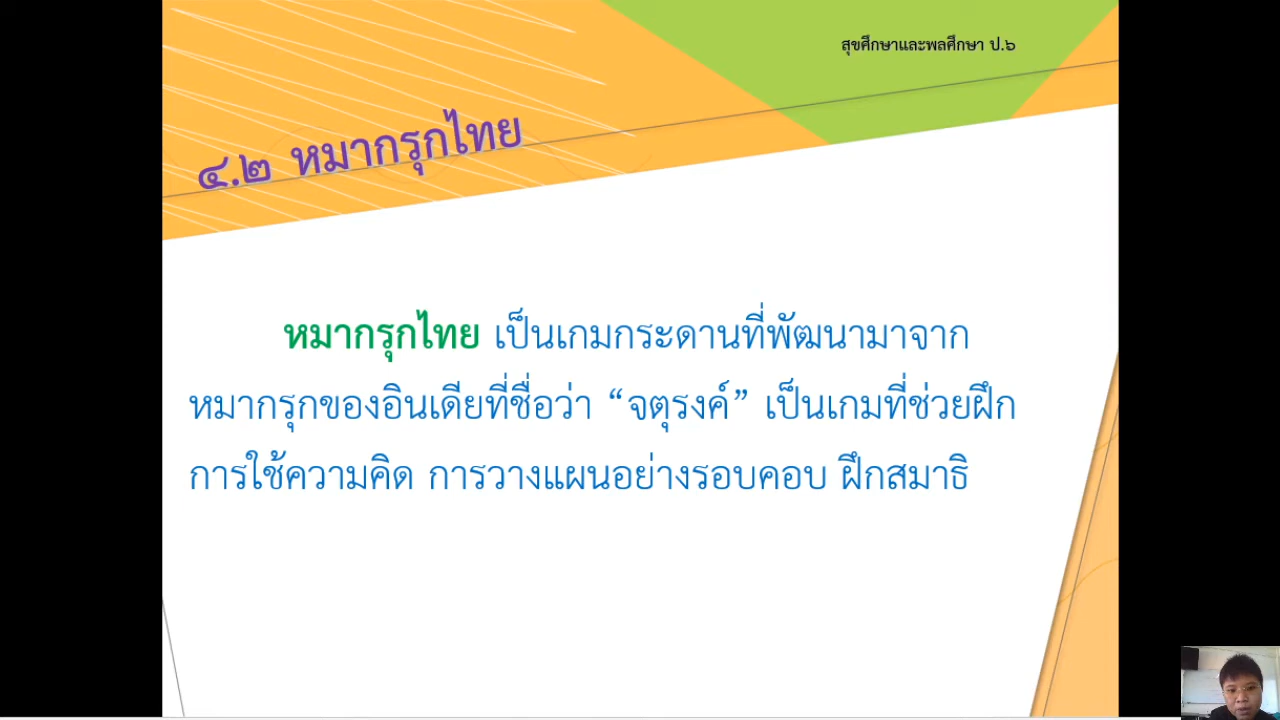 สุขศึกษาและพลศึกษา ป.๖
๔.๒ หมากรุกไทย
หมากรุกไทย เป็นเกมกระดานที่พัฒนามาจาก
หมากรุกของอินเดียที่ชื่อว่า “จตุรงค์” เป็นเกมที่ช่วยฝึก
การใช้ความคิด การวางแผนอย่างรอบคอบ ฝึกสมาธิ